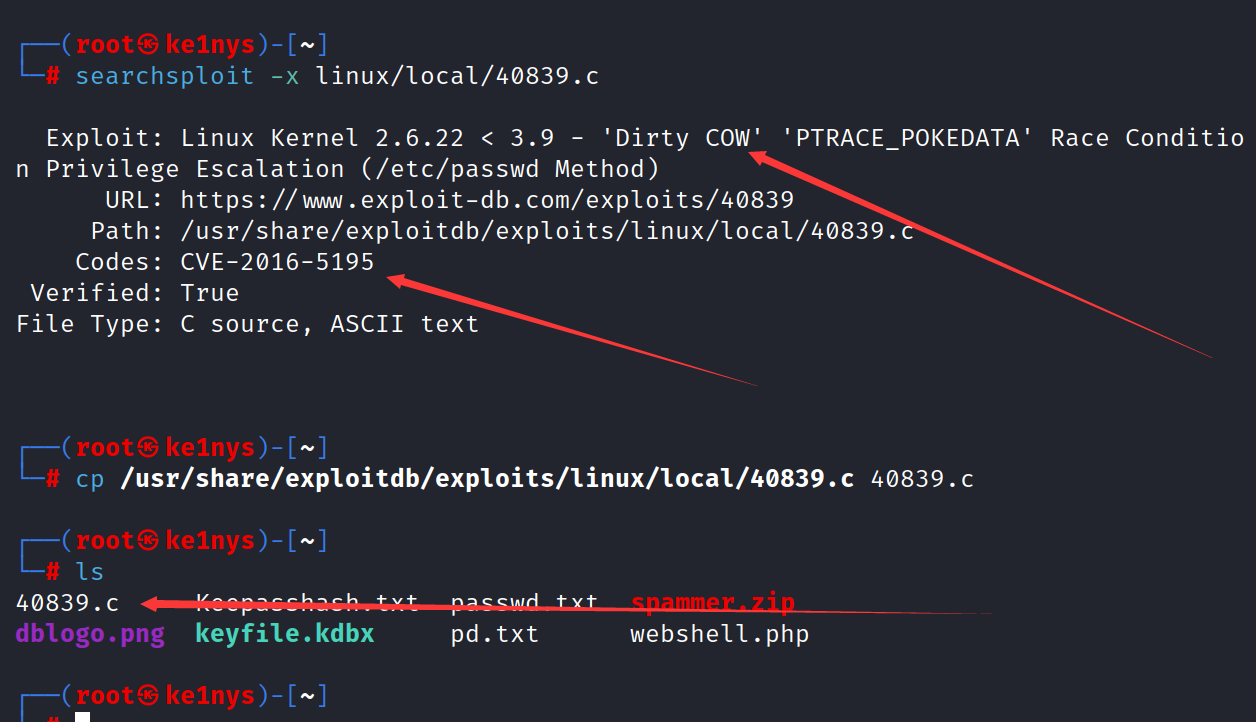 ┌──(root㉿ke1nys)-[~]
└─# searchsploit -x linux/local/40839.c
Exploit: Linux Kernel 2.6.22 < 3.9 - 'Dirty COW' 'PTRACE_POKEDATA' Race Conditio
n Privilege Escalation (/etc/passwd Method)
URL: https://www.exploit-db.com/exploits/40839
Path: /usr/share/exploitdb/exploits/linux/local/40839.c
Codes: CVE-2016-5195
Verified: True
File Type: C source, ASCII text
┌──(root㉿ke1nys)-[~]
└─# cp /usr/share/exploitdb/exploits/linux/local/40839.c 40839.c
┌──(root㉿ke1nys)-[~]
└─# ls
40839.c Keepasshash.txt passwd.txt spammer.zip
dblogo.png keyfile.kdbx pd.txt webshell.php
┌──(root㉿ke1nys)-[~]
└─#